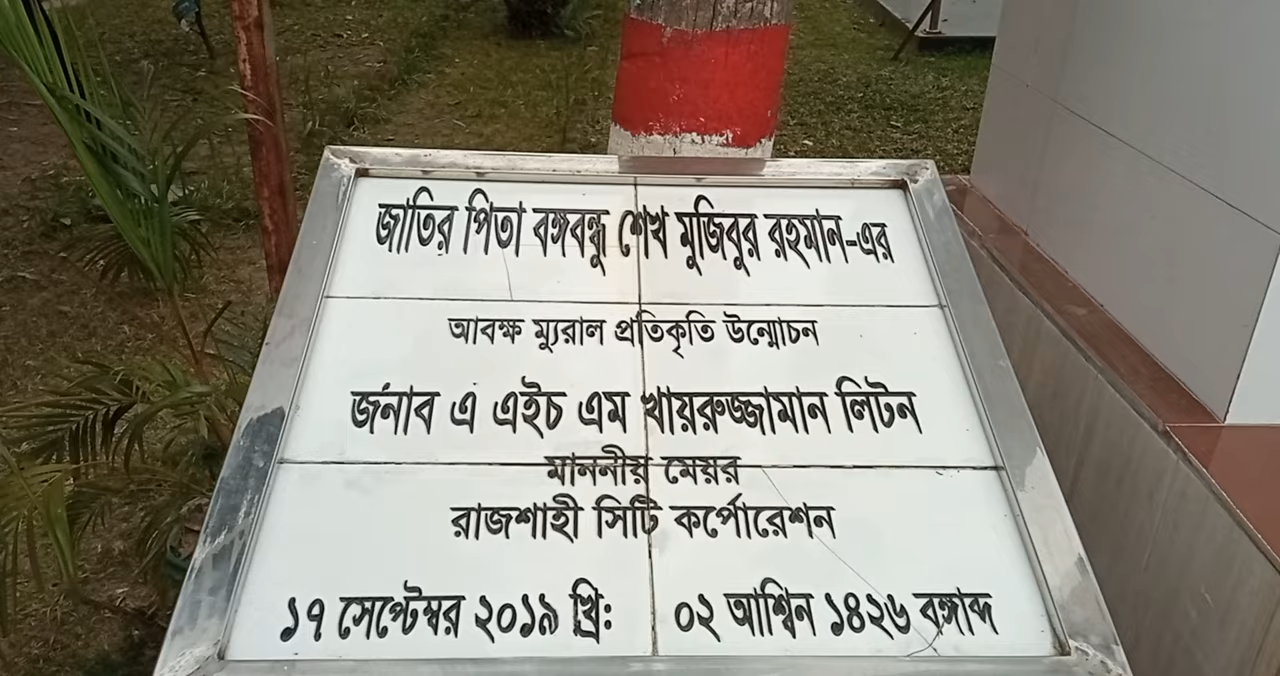 জাতির পিতা বঙ্গবন্ধু শেখ মুজিবুর রহমান-এর
আবক্ষ ম্যুরাল প্রতিকৃতি উন্মোচন
জনাব এ এইচ এম খায়রুজ্জামান লিটন
মাননীয় মেয়র
রাজশাহী সিটি কর্পোরেশন
১৭ সেপ্টেম্বর ২০১৯ খ্রি: ০২ আশ্বিন ১৪২৬ বঙ্গাব্দ